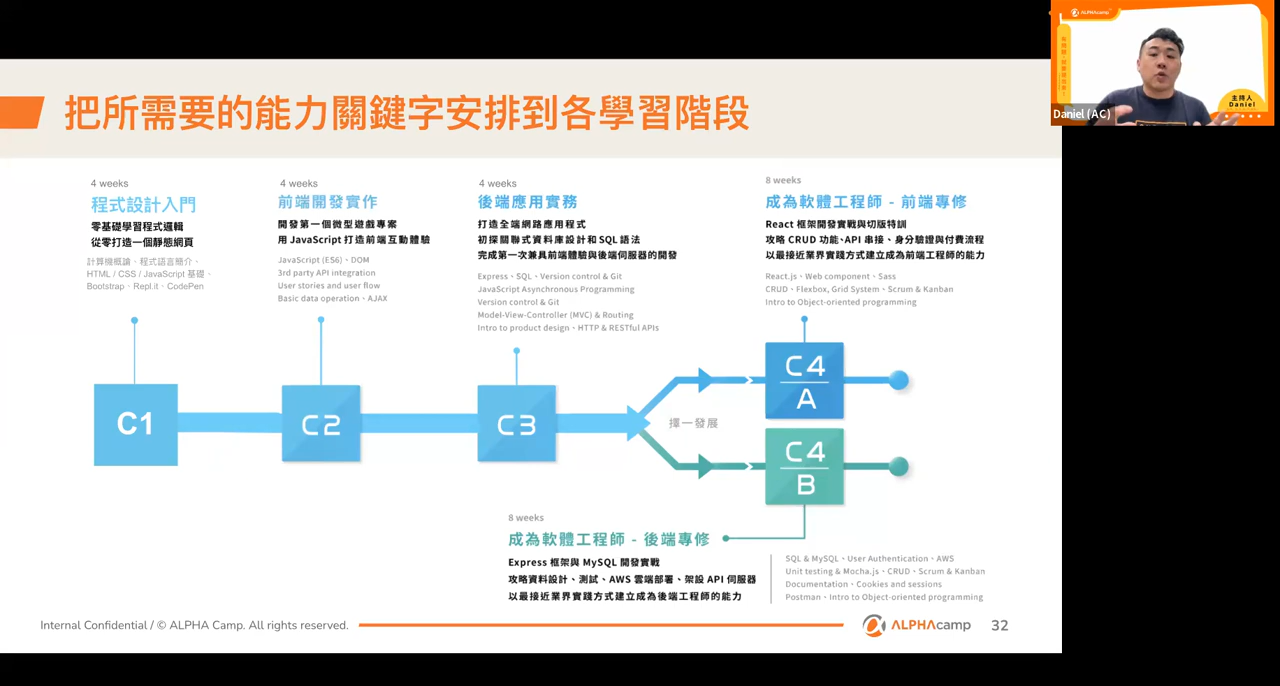 把所需要的能力關鍵字安排到各學習階段
4 weeks
程式設計入門
零基礎學習程式邏輯
從零打造一個靜態網頁
計算機概論、程式語言簡介、
HTML / CSS / JavaScript 基礎、
Bootstrap、Repl.it、CodePen
4 weeks
前端開發實作
開發第一個微型遊戲專案
用 JavaScript 打造前端互動體驗
JavaScript (ES6)、DOM
3rd party API integration
User stories and user flow
Basic data operation、AJAX
4 weeks
後端應用實務
打造全端網路應用程式
初探關聯式資料庫設計和 SQL 語法
完成第一次兼具前端體驗與後端伺服器的開發
Express、SQL、Version control & Git
JavaScript Asynchronous Programming
Version control & Git
Model-View-Controller (MVC) & Routing
Intro to product design、HTTP & RESTful APIs
8 weeks
成為軟體工程師 - 前端專修
React 框架開發實戰與切版特訓
攻略 CRUD 功能、API 串接、身分驗證與付費流程
以最接近業界實踐方式建立成為前端工程師的能力
React.js、Web component、Sass
CRUD、Flexbox, Grid System、Scrum & Kanban
Intro to Object-oriented programming
C1
C2
C3
擇一發展
C4
A
C4
B
8 weeks
成為軟體工程師 - 後端專修
Express 框架與 MySQL 開發實戰
攻略資料設計、測試、AWS 雲端部署、架設 API 伺服器
以最接近業界實踐方式建立成為後端工程師的能力
SQL & MySQL、User Authentication、AWS
Unit testing & Mocha.js、CRUD、Scrum & Kanban
Documentation、Cookies and sessions
Postman、Intro to Object-oriented programming
Internal Confidential / © ALPHA Camp. All rights reserved.
ALPHAcamp
32
ALPHAcamp
主持人
Daniel
Daniel (AC)